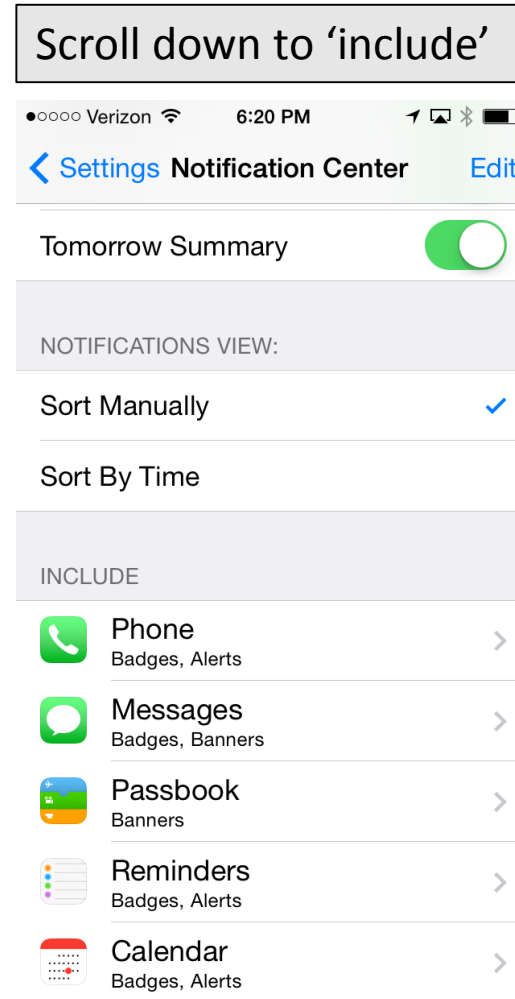 Scroll down to ‘include’
Verizon 6:20 PM
Settings Notification Center Edit
Tomorrow Summary
NOTIFICATIONS VIEW:
Sort Manually
Sort By Time
INCLUDE
Phone
Badges, Alerts
Messages
Badges, Banners
Passbook
Banners
Reminders
Badges, Alerts
Calendar
Badges, Alerts